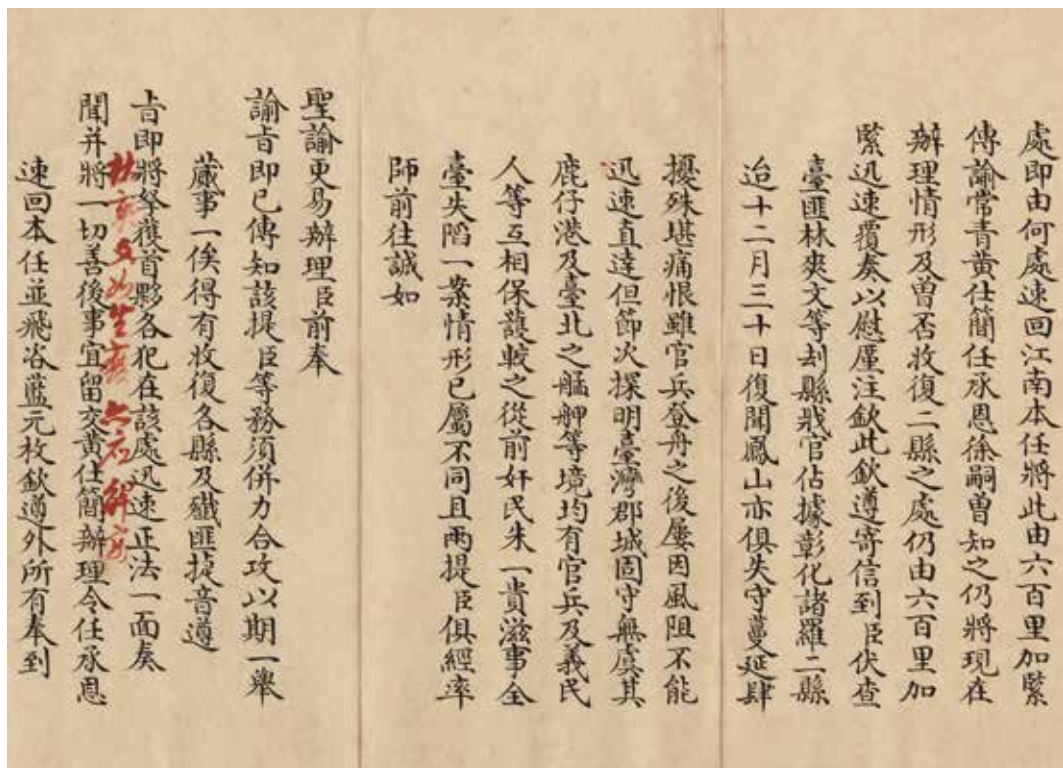 處即由何處速回江南本任將此由六百里加緊
傳諭常青黃仕簡任承恩徐嗣曾知之仍將現在
辦理情形及曾否收復二縣之處仍由六百里加
緊迅速覆奏以慰厪注欽此欽遵寄信到臣伏查
臺匪林爽文等刦縣戕官佔據彰化諸羅二縣
迨十二月三十日復聞鳳山亦俱失守蔓延肆
擾殊堪痛恨雖官兵登舟之後屢因風阻不能
迅速直達但節次探明臺灣郡城固守無虞其
鹿仔港及臺北之艋舺等境均有官兵及義民
人等互相保護較之從前奸民朱一貴滋事全
臺失陷一案情形已屬不同且兩提臣俱經率
師前往誠如
聖諭更易辦理臣前奉
諭旨即已傳知該提臣等務須併力合攻以期一舉
蕆事一俟得有收復各縣及殲匪捷音遵
旨即將拏獲首夥各犯在該處迅速正法一面奏
林爽文如生獲 解京
聞并將一切善後事宜留交黃仕簡辦理令任承恩
速回本任並飛咨藍元枚欽遵外所有奉到